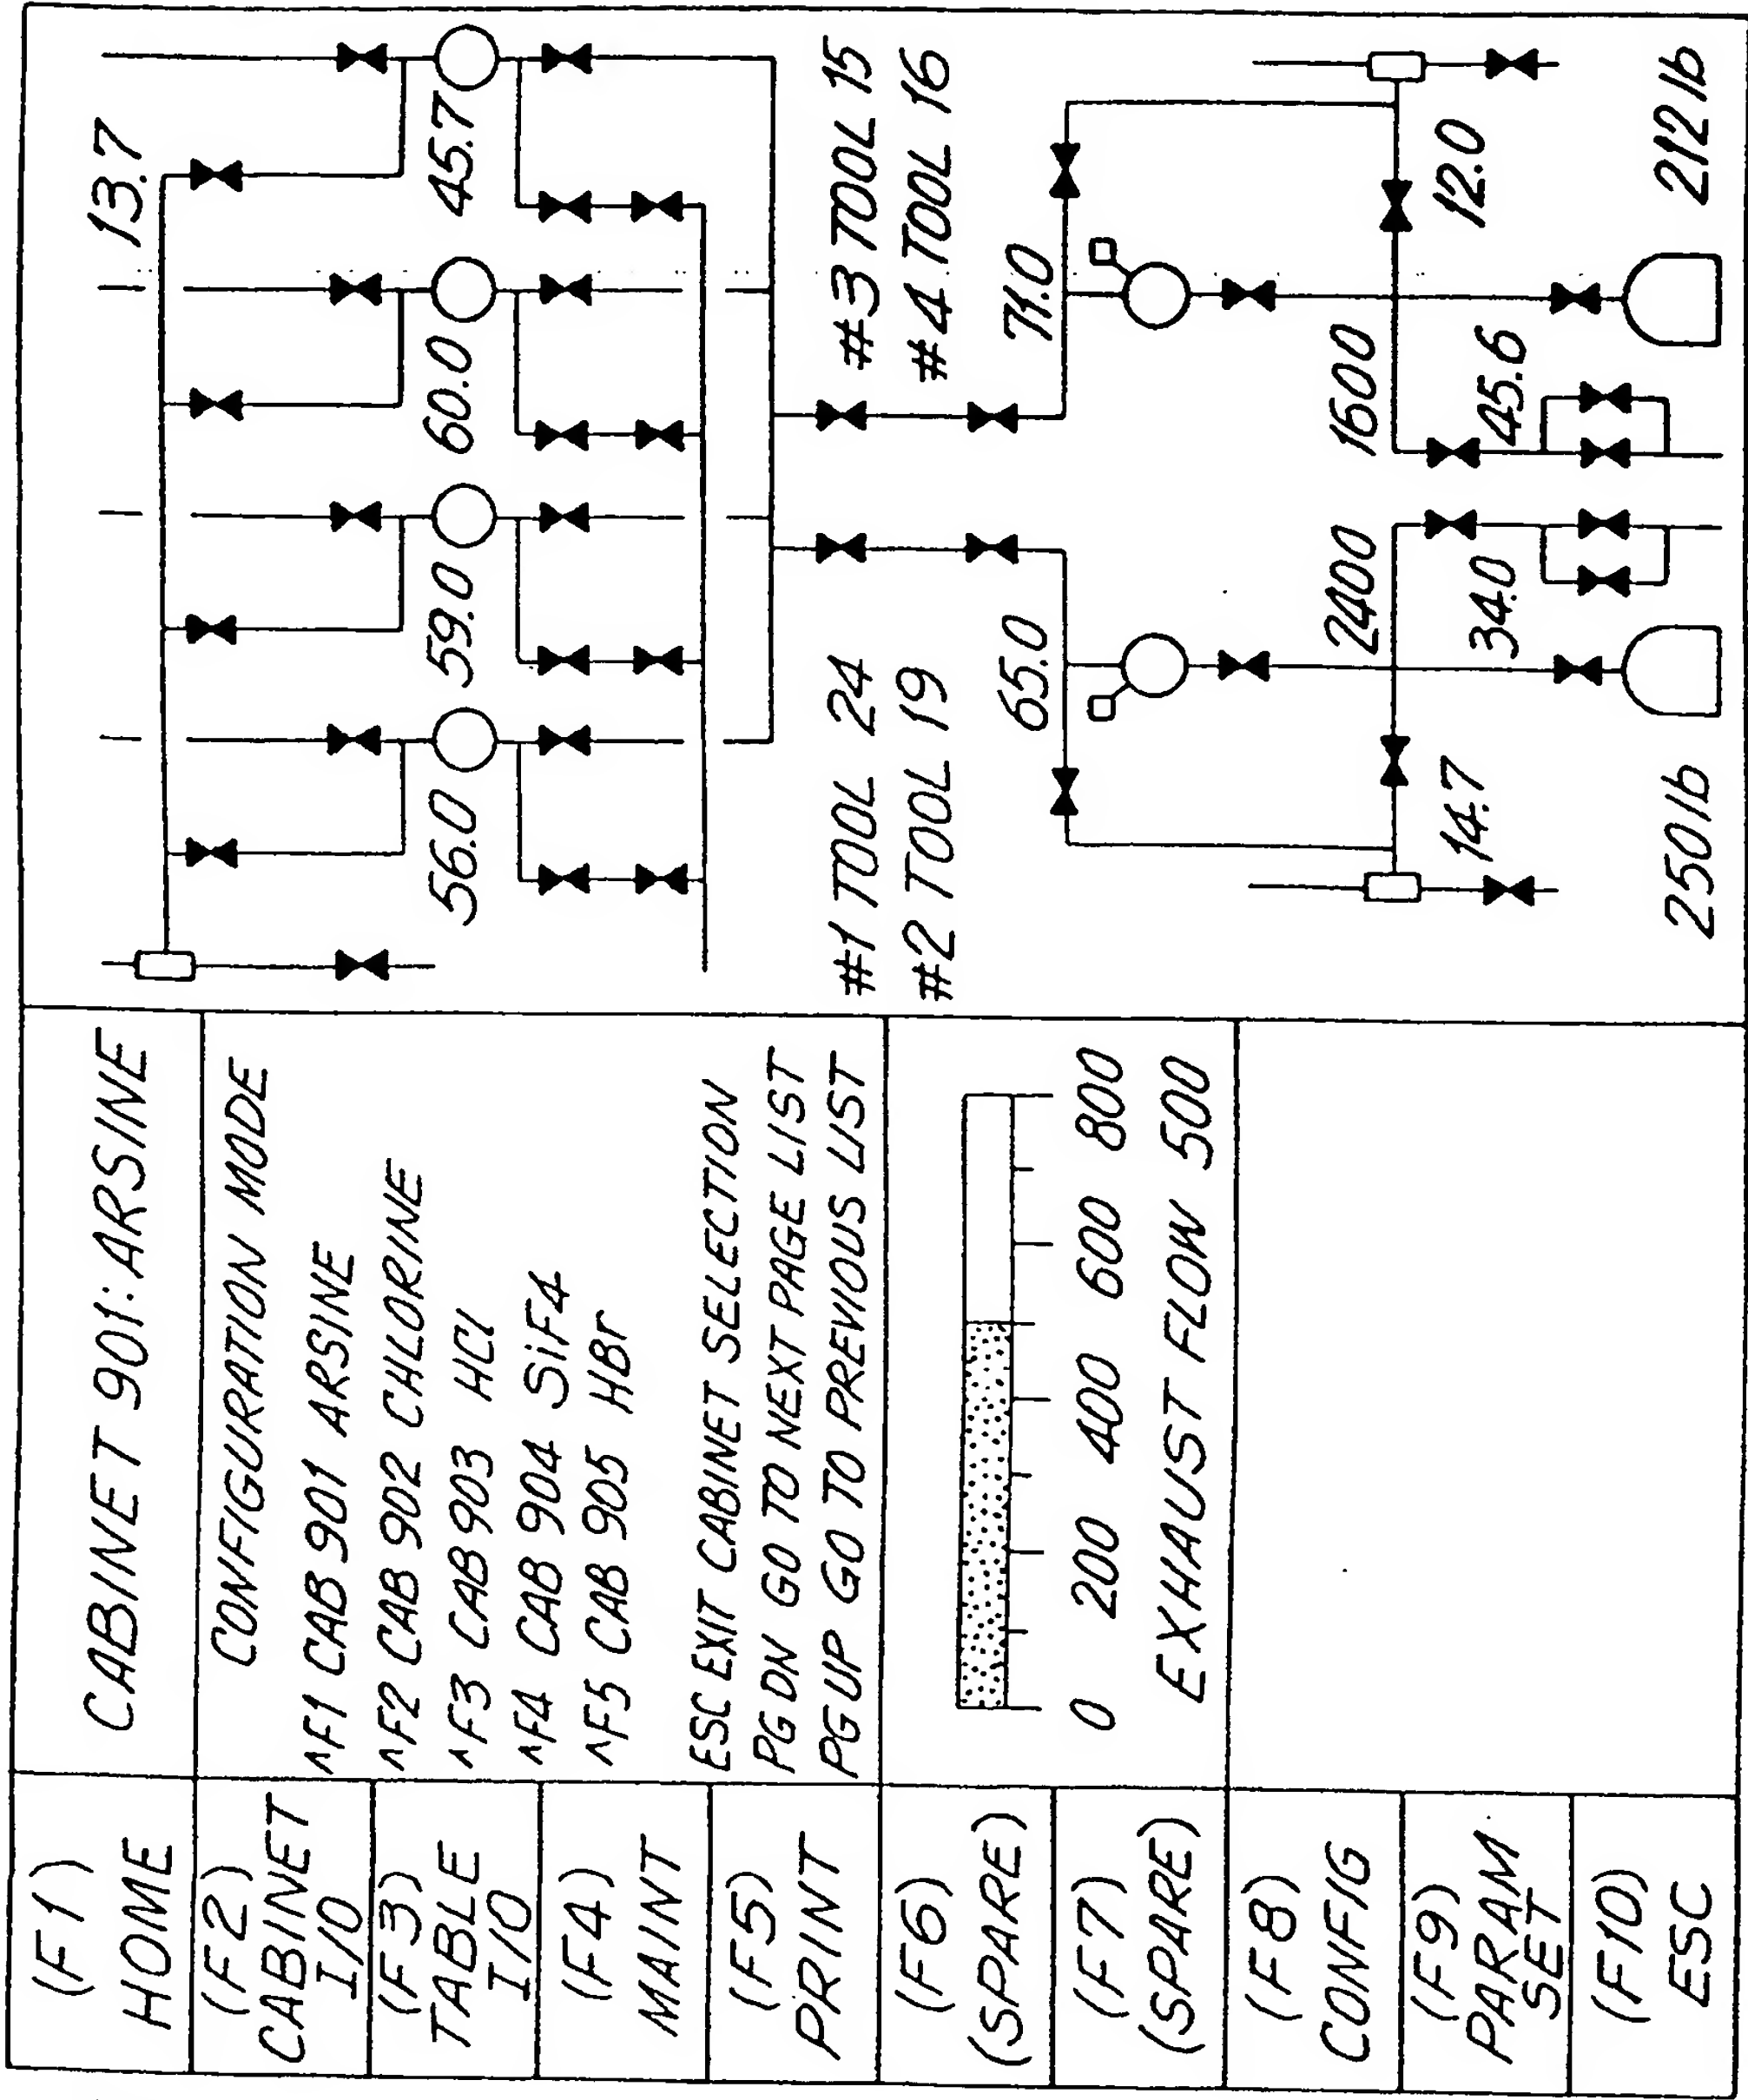 (F1)
HOME
(F2)
CABINET
I/O
(F3)
TABLE
I/O
(F4)
MAINT
(F5)
PRINT
(F6)
(SPARE)
(F7)
(SPARE)
(F8)
CONFIG
(F9)
PARAM
SET
(F10)
ESC
CABINET 901:ARSINE
CONFIGURATION MODE
^F1 CAB 901 ARSINE
^F2 CAB 902 CHLORINE
^F3 CAB 903 HCl
^F4 CAB 904 SiF4
^F5 CAB 905 HBr
ESC EXIT CABINET SELECTION
PG DN GO TO NEXT PAGE LIST
PG UP GO TO PREVIOUS LIST
0 200 400 600 800
EXHAUST FLOW 500
13.7
56.0 59.0 60.0 45.7
#1 TOOL 24 #3 TOOL 15
#2 TOOL 19 #4 TOOL 16
65.0 71.0
2400 1600
14.7 34.0 45.6 12.0
250 lb 212 lb